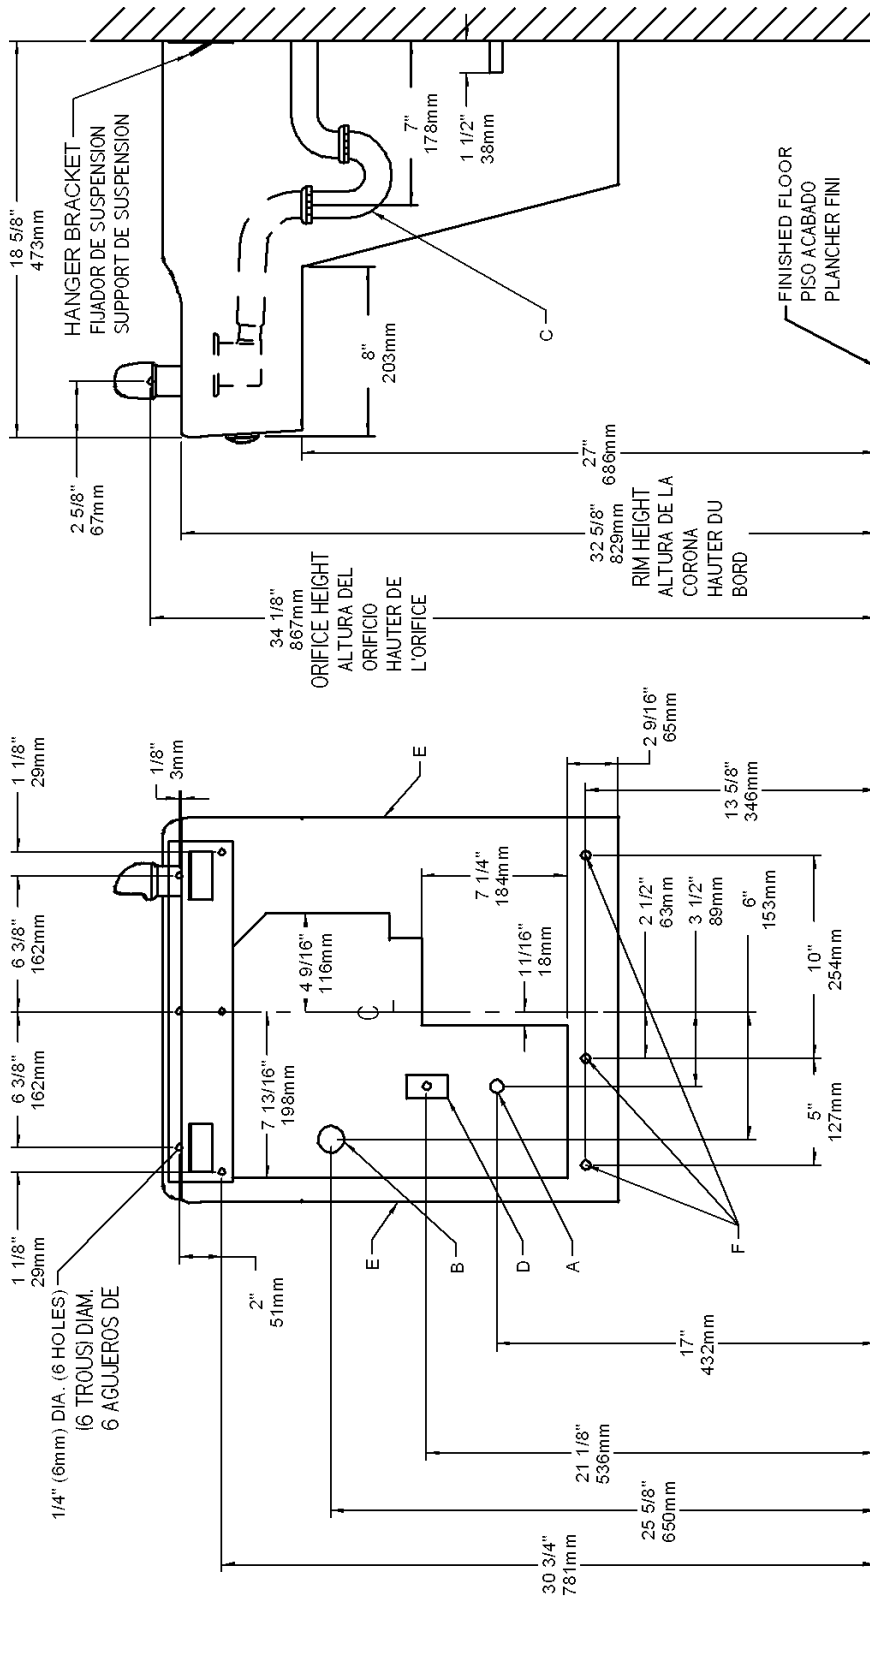 18 5/8"
473mm
HANGER BRACKET
FIJADOR DE SUSPENSION
SUPPORT DE SUSPENSION
2 5/8"
67mm
7"
178mm
1 1/2"
38mm
8"
203mm
C
FINISHED FLOOR
PISO ACABADO
PLANCHER FINI
27"
686mm
32 5/8"
829mm
RIM HEIGHT
ALTURA DE LA
CORONA
HAUTER DU
BORD
34 1/8"
867mm
ORIFICE HEIGHT
ALTURA DEL
ORIFICIO
HAUTER DE
L'ORIFICE
1 1/8"
29mm
6 3/8"
162mm
6 3/8"
162mm
1 1/8"
29mm
1/8"
3mm
1/4" (6mm) DIA. (6 HOLES)
(6 TROUS) DIAM.
6 AGUJEROS DE
2"
51mm
E
4 9/16"
116mm
7 13/16"
198mm
7 1/4"
184mm
11/16"
18mm
CL
2 9/16"
65mm
13 5/8"
346mm
2 1/2"
63mm
3 1/2"
89mm
6"
153mm
10"
254mm
5"
127mm
E
B
D
A
F
17"
432mm
21 1/8"
536mm
25 5/8"
650mm
30 3/4"
781mm